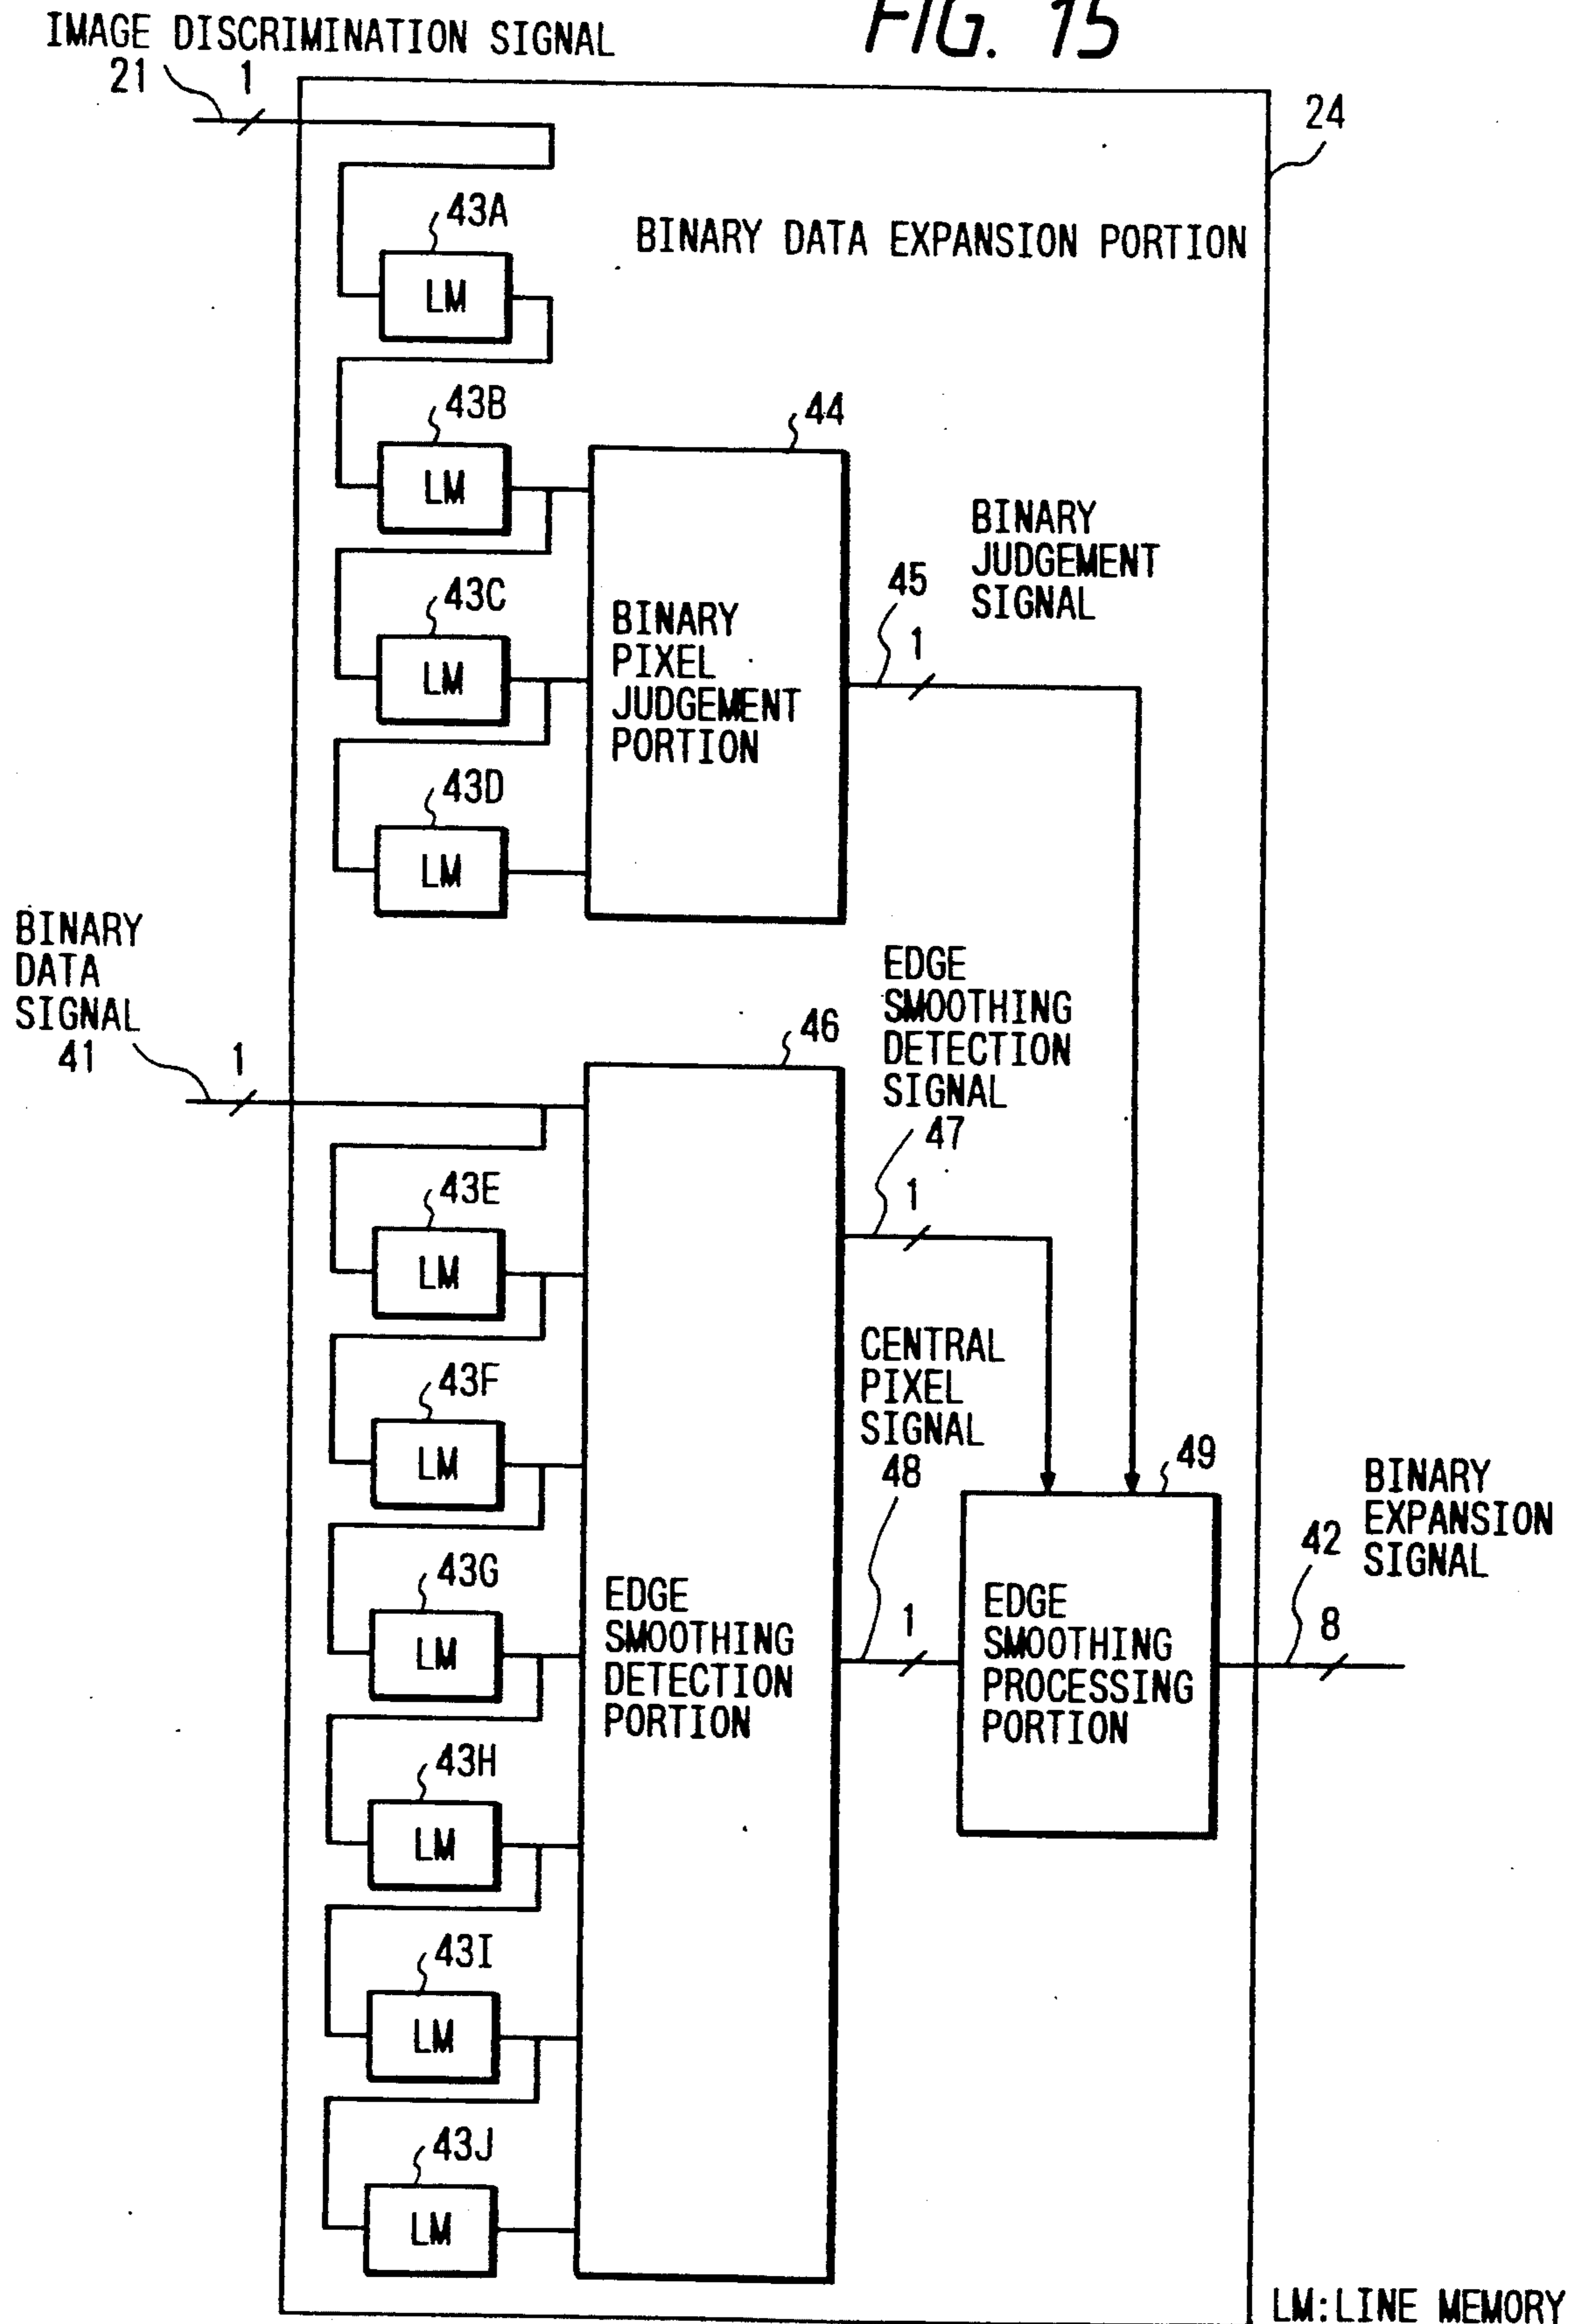 FIG. 15
IMAGE DISCRIMINATION SIGNAL
21
1
24
43A
LM
BINARY DATA EXPANSION PORTION
43B
LM
44
43C
LM
BINARY
PIXEL
JUDGEMENT
PORTION
45
1
BINARY
JUDGEMENT
SIGNAL
43D
LM
BINARY
DATA
SIGNAL
41
1
46
EDGE
SMOOTHING
DETECTION
SIGNAL
47
1
43E
LM
43F
LM
CENTRAL
PIXEL
SIGNAL
48
1
49
43G
LM
EDGE
SMOOTHING
DETECTION
PORTION
EDGE
SMOOTHING
PROCESSING
PORTION
42
BINARY
EXPANSION
SIGNAL
8
43H
LM
43I
LM
43J
LM
LM:LINE MEMORY